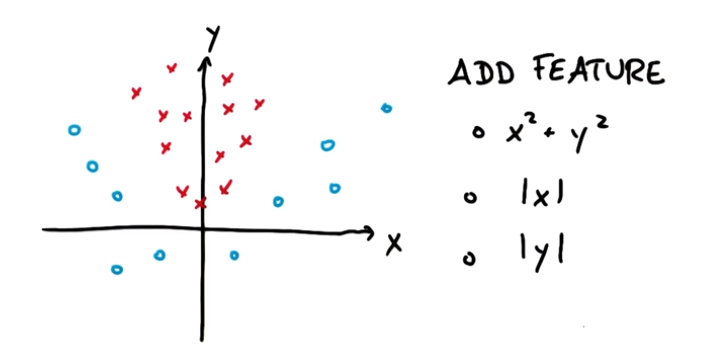 Y
ADD FEATURE
o x² + y²
o |x|
X
o |y|